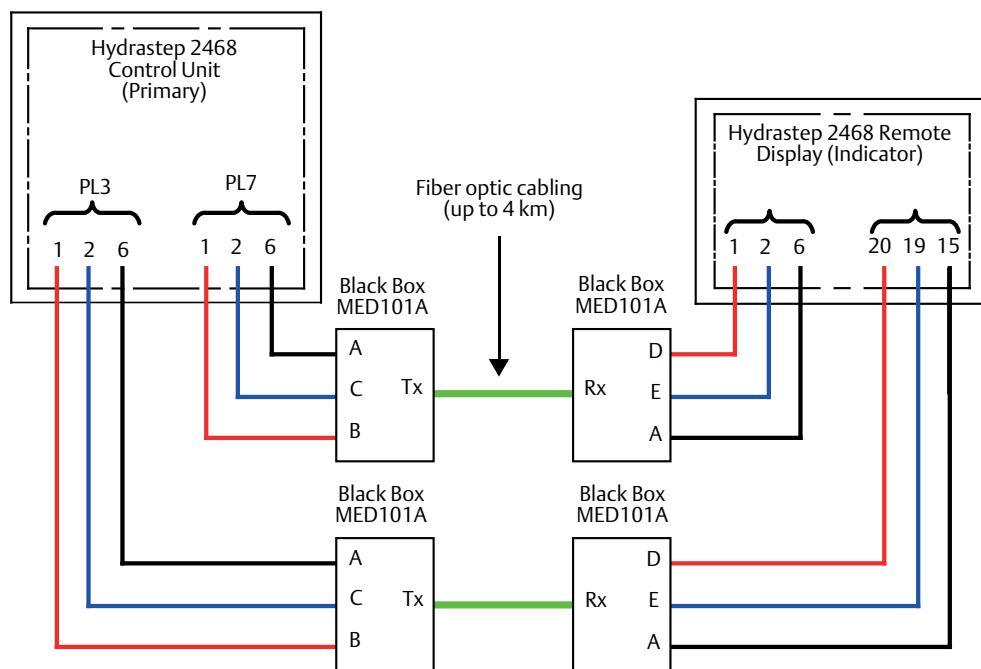 Hydrastep 2468
Control Unit
(Primary)
PL3
PL7
1 2 6
1 2 6
Hydrastep 2468 Remote
Display (Indicator)
1 2 6
20 19 15
Fiber optic cabling
(up to 4 km)
Black Box
MED101A
A
C
Tx
B
Black Box
MED101A
D
Rx
E
A
Black Box
MED101A
A
C
Tx
B
Black Box
MED101A
D
Rx
E
A